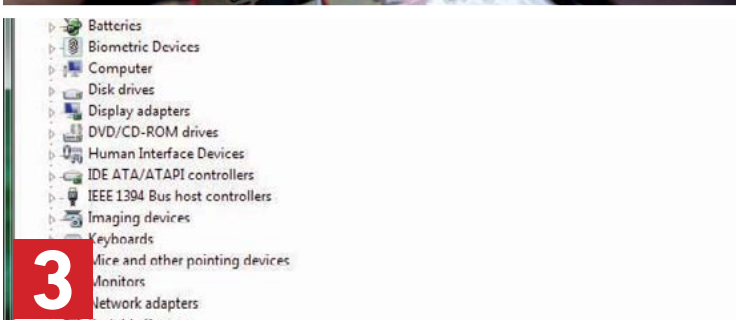 Batteries
Biometric Devices
Computer
Disk drives
Display adapters
DVD/CD-ROM drives
Human Interface Devices
IDE ATA/ATAPI controllers
IEEE 1394 Bus host controllers
Imaging devices
Keyboards
Mice and other pointing devices
Monitors
Network adapters
3